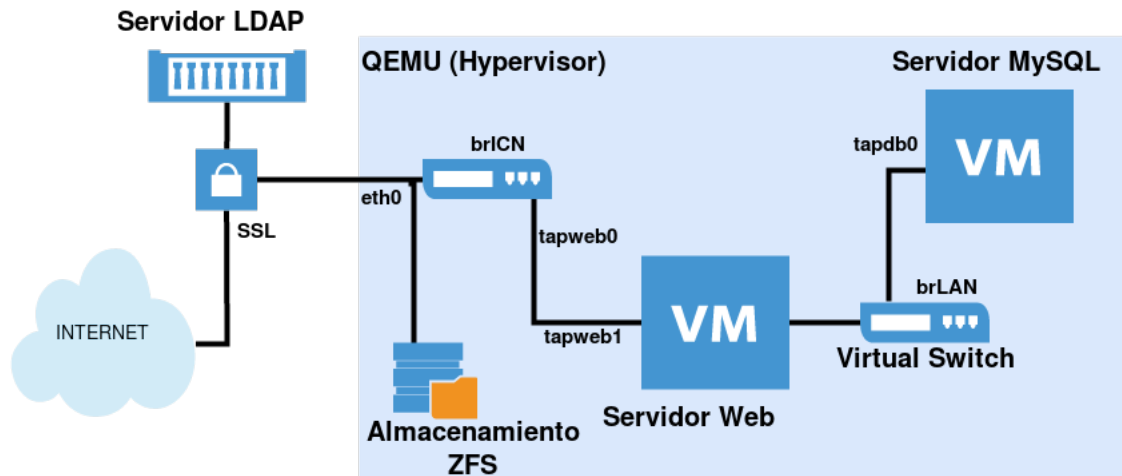 Servidor LDAP
QEMU (Hypervisor)
Servidor MySQL
brICN
tapdb0
VM
eth0
SSL
tapweb0
brLAN
INTERNET
VM
tapweb1
Virtual Switch
Servidor Web
Almacenamiento
ZFS